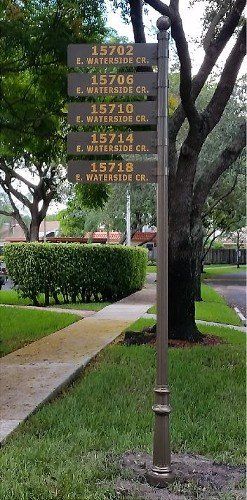 15702
E. WATERSIDE CR.
15706
E. WATERSIDE CR.
15710
E. WATERSIDE CR.
15714
E. WATERSIDE CR.
15718
E. WATERSIDE CR.